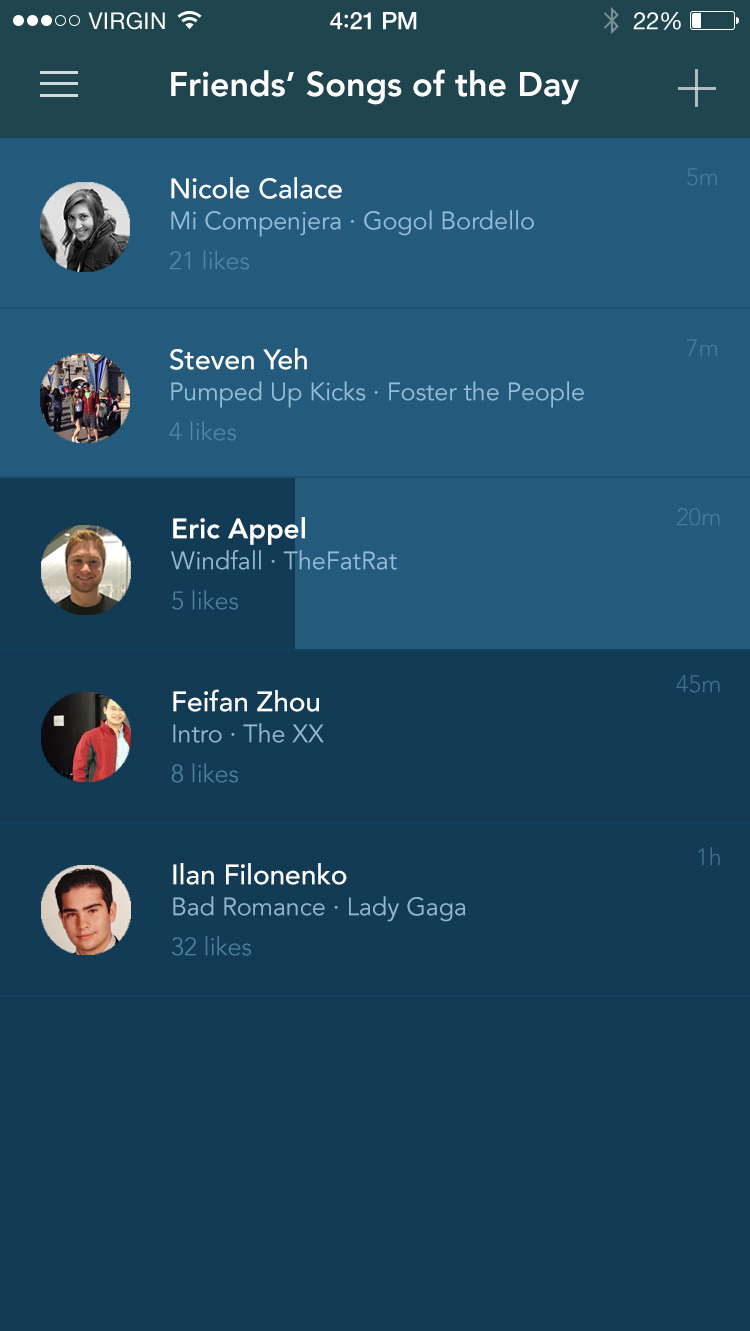 VIRGIN 4:21 PM 22%
Friends’ Songs of the Day
Nicole Calace 5m
Mi Compenjera · Gogol Bordello
21 likes
Steven Yeh 7m
Pumped Up Kicks · Foster the People
4 likes
Eric Appel 20m
Windfall · TheFatRat
5 likes
Feifan Zhou 45m
Intro · The XX
8 likes
Ilan Filonenko 1h
Bad Romance · Lady Gaga
32 likes